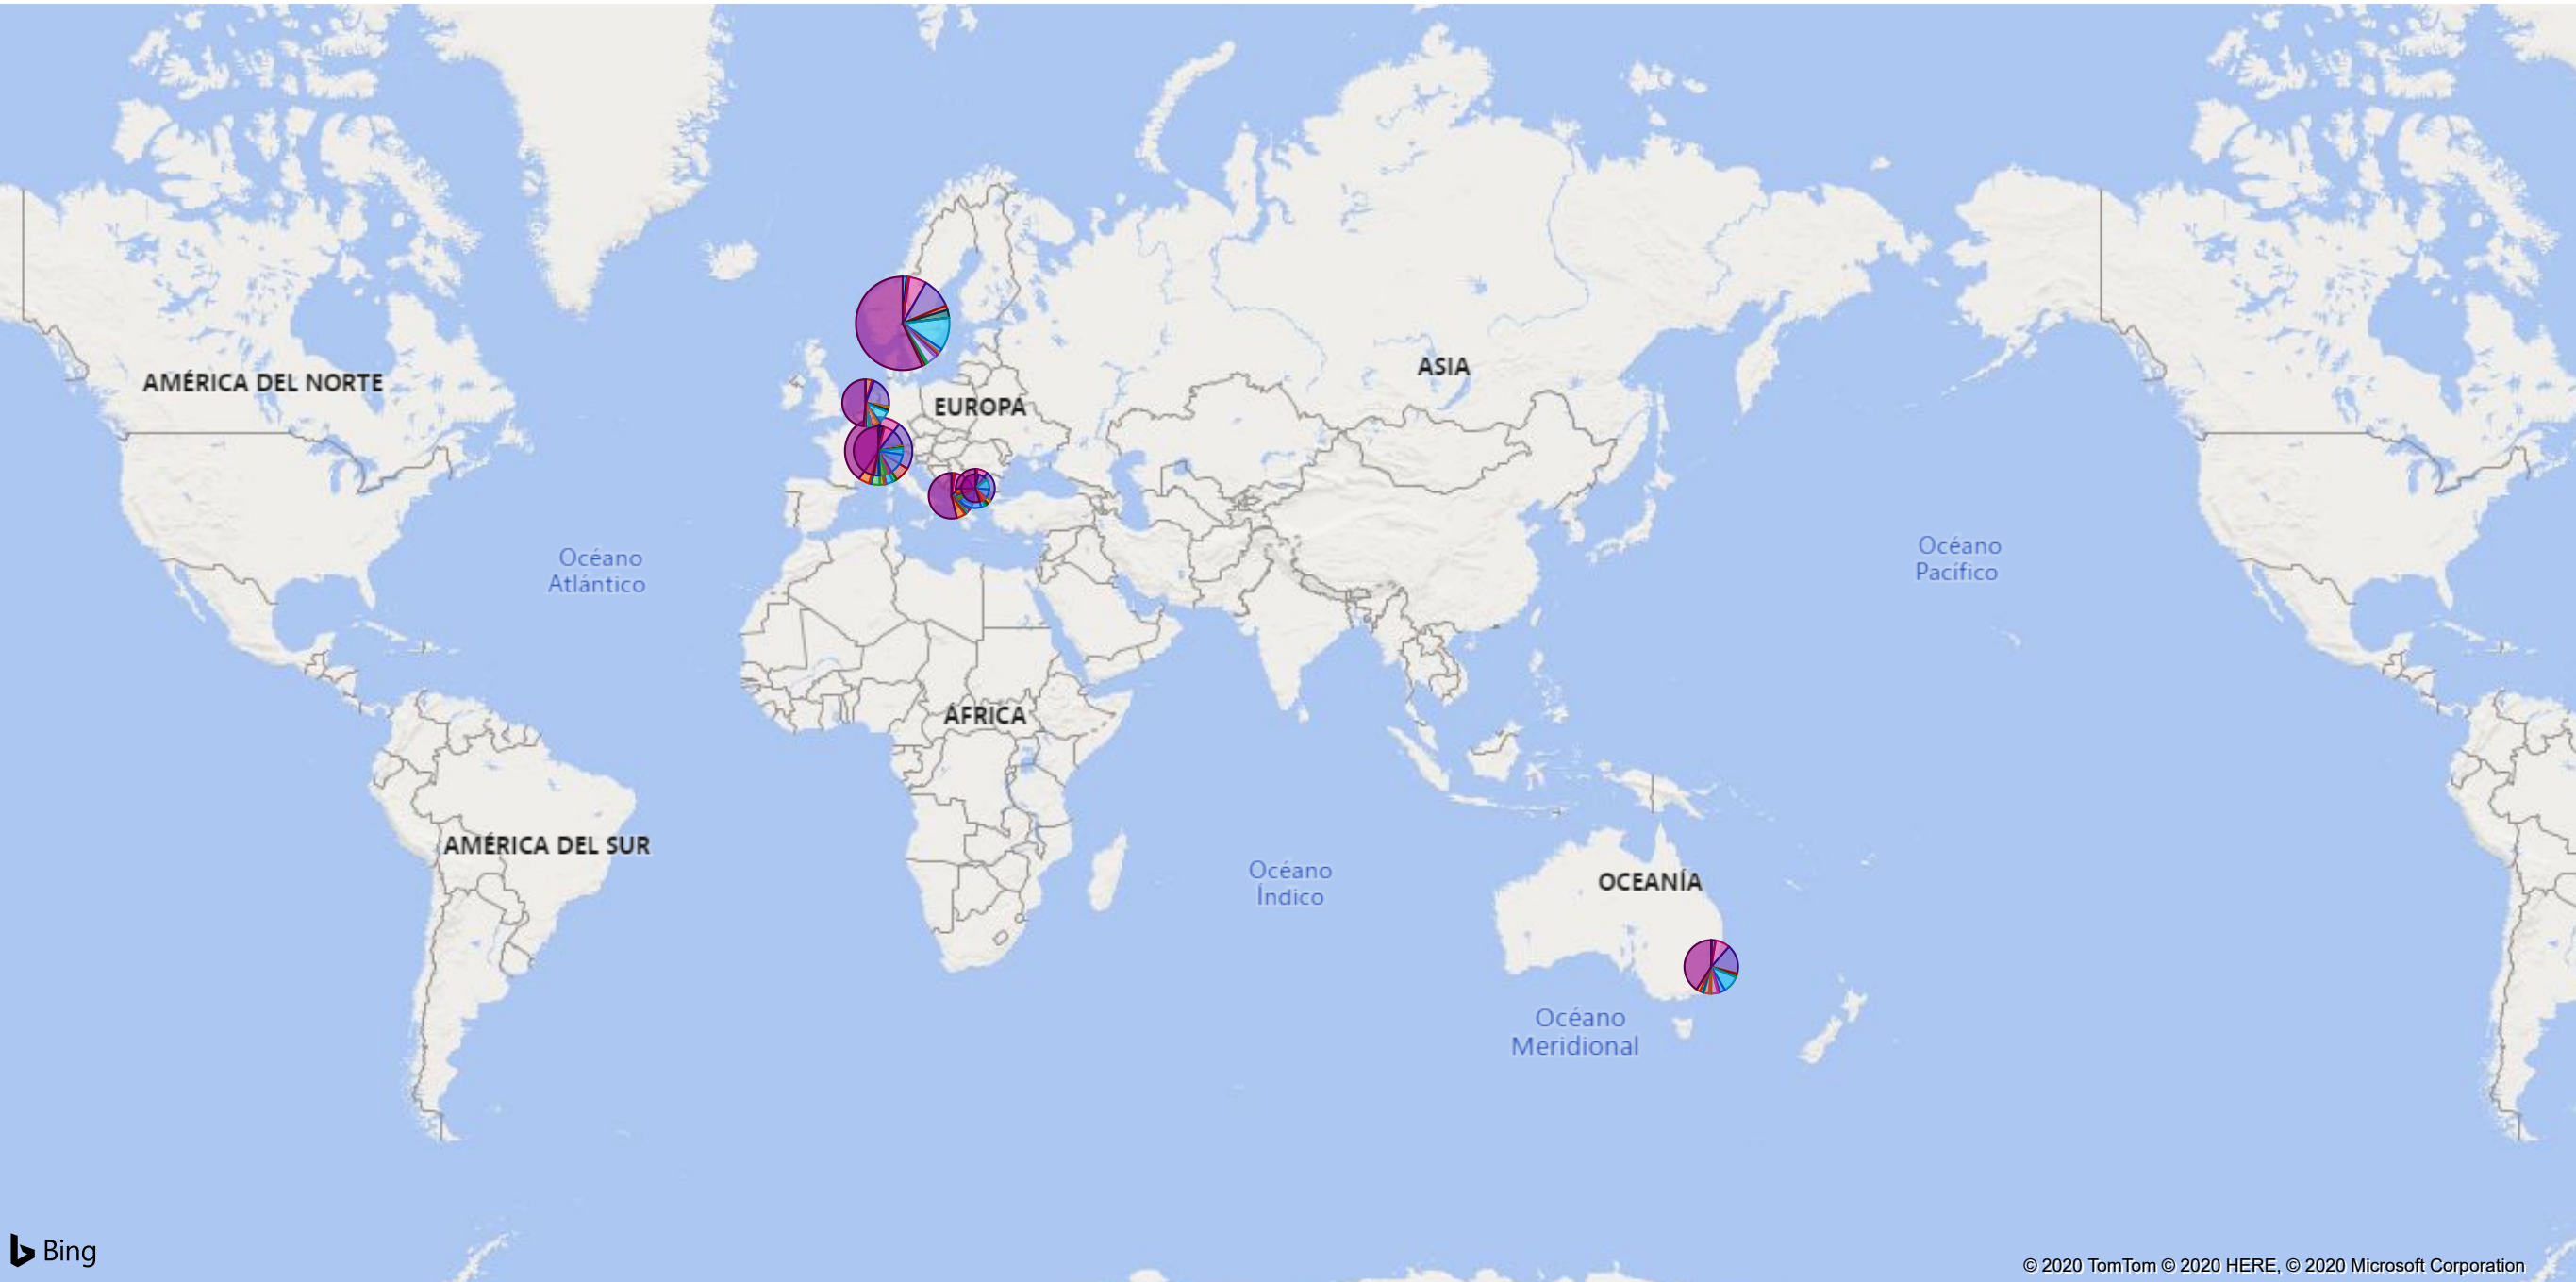 AMÉRICA DEL NORTE
ASIA
EUROPA
Océano
Atlántico
Océano
Pacífico
ÁFRICA
AMÉRICA DEL SUR
Océano
Índico
OCEANÍA
Océano
Meridional
Bing
© 2020 TomTom © 2020 HERE, © 2020 Microsoft Corporation